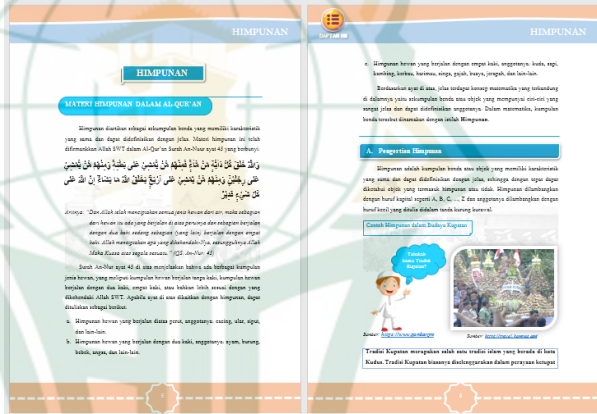 HIMPUNAN
HIMPUNAN
MATERI HIMPUNAN DALAM AL-QUR'AN
Himpunan diartikan sebagai sekumpulan benda yang memiliki karakteristik
yang sama dan dapat didefinisikan dengan jelas. Materi himpunan ini telah
difirmankan Allah SWT dalam Al-Qur'an Surah An-Nuur ayat 45 yang berbunyi:
وَاللّٰهُ خَلَقَ كُلَّ دَاۤبَّةٍ مِّنْ مَّاۤءٍ فَمِنْهُمْ مَّنْ يَّمْشِيْ عَلٰى بَطْنِهٖ وَمِنْهُمْ مَّنْ يَّمْشِيْ
عَلٰى رِجْلَيْنِ وَمِنْهُمْ مَّنْ يَّمْشِيْ عَلٰٓى اَرْبَعٍ يَخْلُقُ اللّٰهُ مَا يَشَاۤءُ اِنَّ اللّٰهَ عَلٰى
كُلِّ شَيْءٍ قَدِيْرٌ
Artinya: "Dan Allah telah menciptakan semua jenis hewan dari air, maka sebagian
dari hewan itu ada yang berjalan di atas perutnya dan sebagian berjalan
dengan dua kaki sedang sebagian (yang lain) berjalan dengan empat
kaki. Allah menciptakan apa yang dikehendaki-Nya, sesungguhnya Allah
Maha Kuasa atas segala sesuatu." (QS. An-Nur: 45)
Surah An-Nur ayat 45 di atas menjelaskan bahwa ada berbagai kumpulan
jenis hewan, yang meliputi kumpulan hewan berjalan tanpa kaki, kumpulan hewan
berjalan dengan dua kaki, empat kaki, atau bahkan lebih sesuai dengan yang
dikehendaki Allah SWT. Apabila ayat di atas dikaitkan dengan himpunan, dapat
dituliskan sebagai berikut.
a. Himpunan hewan yang berjalan diatas perut, anggotanya: cacing, ular, siput,
dan lain-lain.
b. Himpunan hewan yang berjalan dengan dua kaki, anggotanya: ayam, burung,
bebek, angsa, dan lain-lain.
DAFTAR ISI
HIMPUNAN
c. Himpunan hewan yang berjalan dengan empat kaki, anggotanya: kuda, sapi,
kambing, kerbau, harimau, singa, gajah, buaya, jerapah, dan lain-lain.
Berdasarkan ayat di atas, jelas terdapat konsep matematika yang terkandung
di dalamnya yaitu sekumpulan benda atau objek yang mempunyai ciri-ciri yang
sangat jelas dan dapat didefinisikan anggotanya. Dalam matematika, kumpulan
benda tersebut dinamakan dengan istilah Himpunan.
A. Pengertian Himpunan
Himpunan adalah kumpulan benda atau objek yang memiliki karakteristik
yang sama dan dapat didefinisikan dengan jelas, sehingga dengan tepat dapat
diketahui objek yang termasuk himpunan atau tidak. Himpunan dilambangkan
dengan huruf kapital seperti A, B, C, ..., Z dan anggotanya dilambangkan dengan
huruf kecil yang ditulis didalam tanda kurung kurawal.
Contoh Himpunan dalam Budaya Kupatan
Tahukah
kamu Tradisi
Kupatan?
Sumber:
Sumber:
Tradisi Kupatan merupakan salah satu tradisi islam yang berada di kota
Kudus. Tradisi Kupatan biasanya diselenggarakan dalam perayaan ketupat